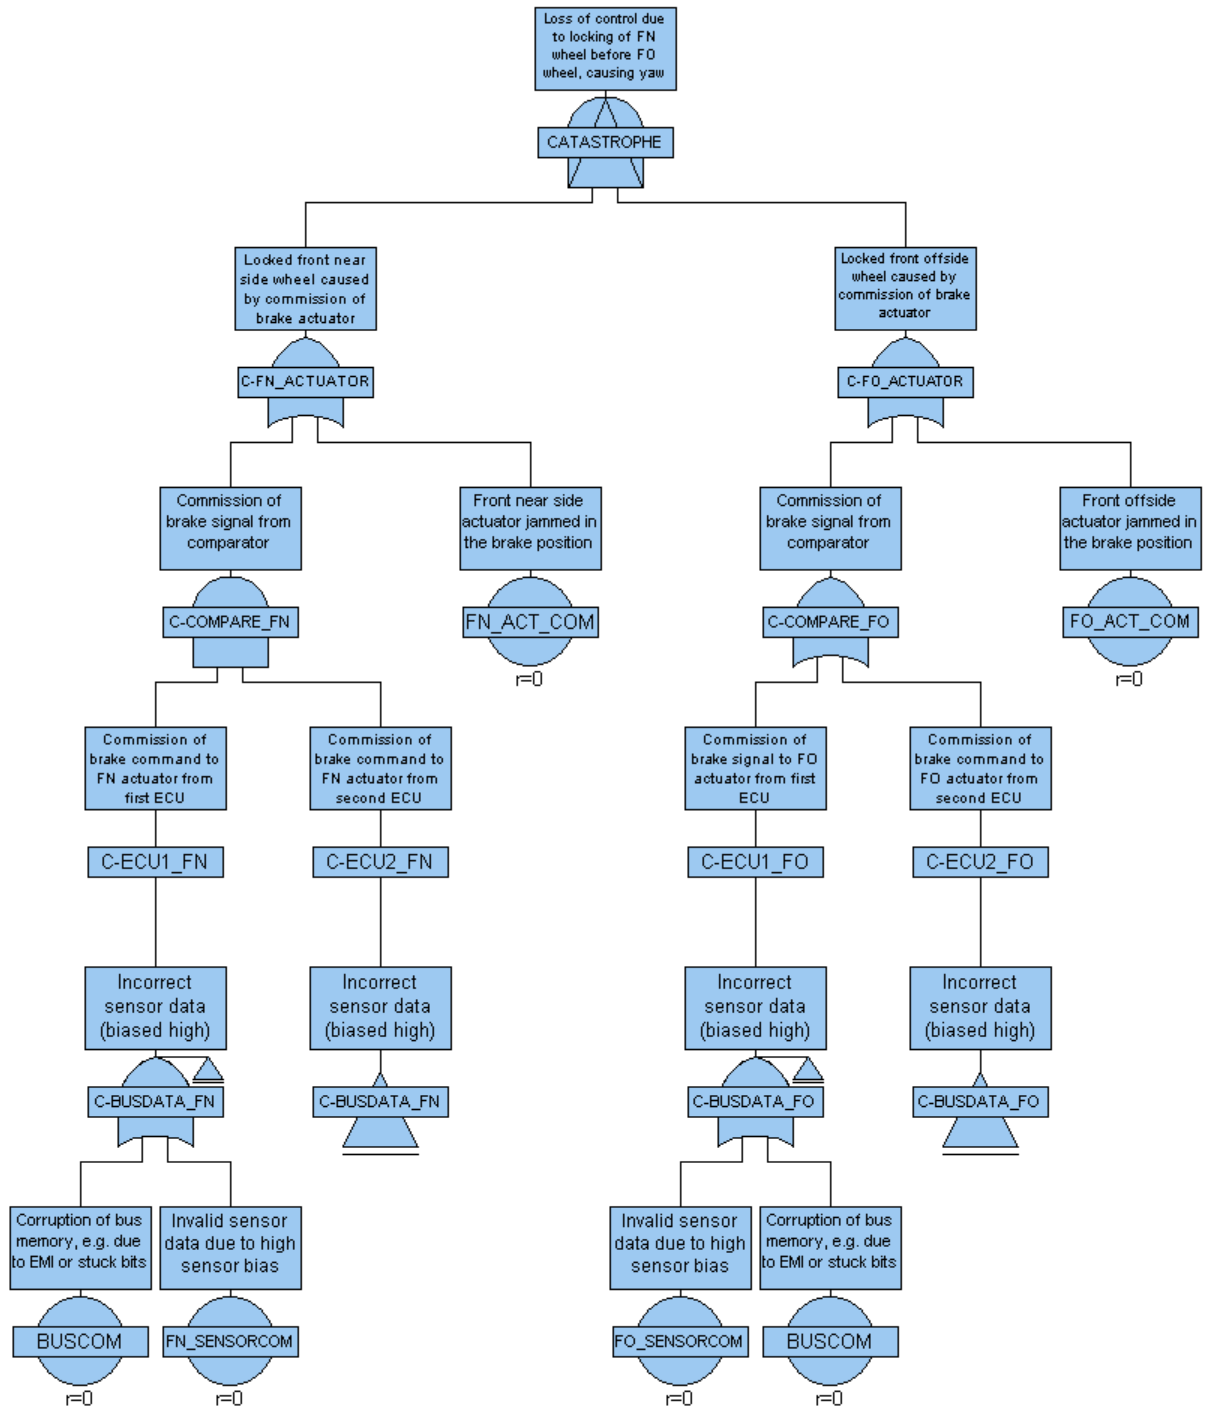 Loss of control due
to locking of FN
wheel before FO
wheel, causing yaw
CATASTROPHE
Locked front near
side wheel caused
by commission of
brake actuator
C-FN_ACTUATOR
Locked front offside
wheel caused by
commission of brake
actuator
C-FO_ACTUATOR
Commission of
brake signal from
comparator
C-COMPARE_FN
Front near side
actuator jammed in
the brake position
FN_ACT_COM
r=0
Commission of
brake signal from
comparator
C-COMPARE_FO
Front offside
actuator jammed in
the brake position
FO_ACT_COM
r=0
Commission of
brake command to
FN actuator from
first ECU
C-ECU1_FN
Commission of
brake command to
FN actuator from
second ECU
C-ECU2_FN
Commission of
brake signal to FO
actuator from first
ECU
C-ECU1_FO
Commission of
brake command to
FO actuator from
second ECU
C-ECU2_FO
Incorrect
sensor data
(biased high)
C-BUSDATA_FN
Incorrect
sensor data
(biased high)
C-BUSDATA_FN
Incorrect
sensor data
(biased high)
C-BUSDATA_FO
Incorrect
sensor data
(biased high)
C-BUSDATA_FO
Corruption of bus
memory, e.g. due
to EMI or stuck bits
BUSCOM
r=0
Invalid sensor
data due to high
sensor bias
FN_SENSORCOM
r=0
Invalid sensor
data due to high
sensor bias
FO_SENSORCOM
r=0
Corruption of bus
memory, e.g. due
to EMI or stuck bits
BUSCOM
r=0